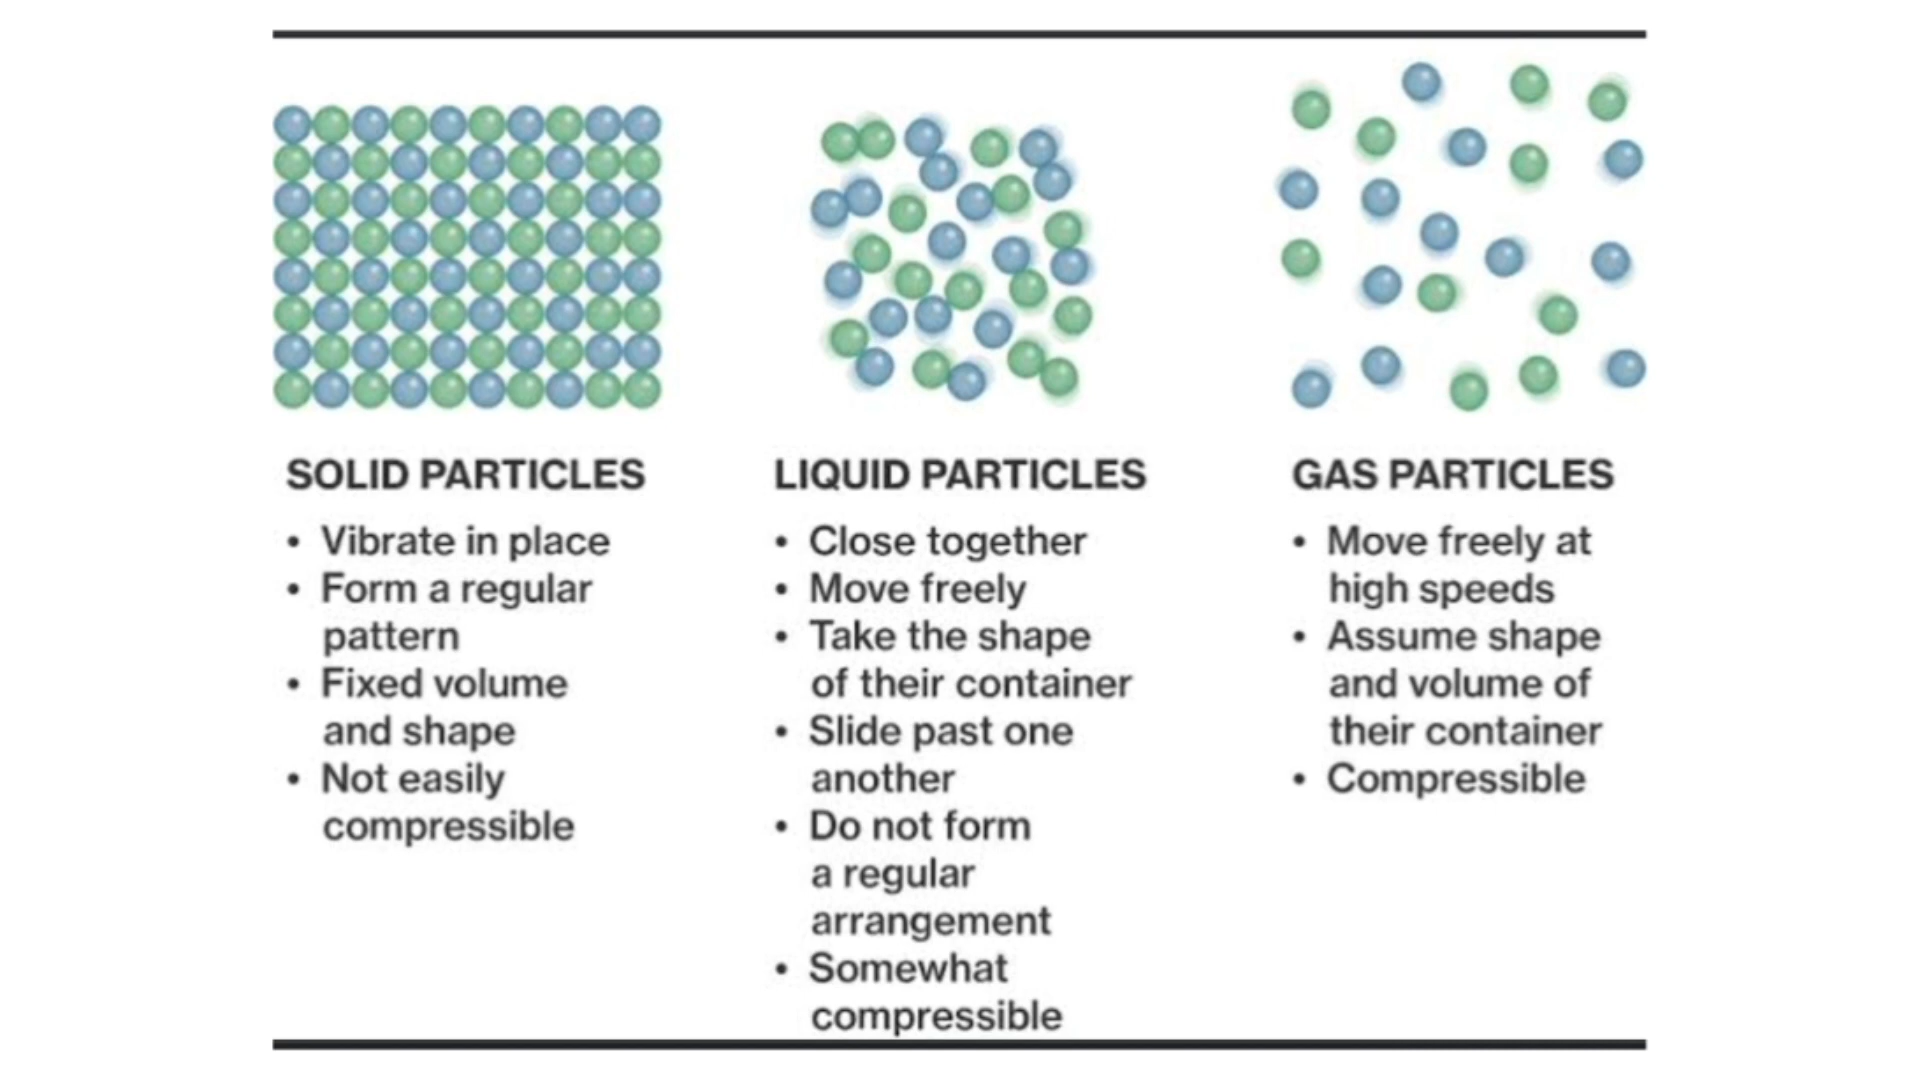 SOLID PARTICLES
• Vibrate in place
• Form a regular
pattern
• Fixed volume
and shape
• Not easily
compressible
LIQUID PARTICLES
• Close together
• Move freely
• Take the shape
of their container
• Slide past one
another
• Do not form
a regular
arrangement
• Somewhat
compressible
GAS PARTICLES
• Move freely at
high speeds
• Assume shape
and volume of
their container
• Compressible